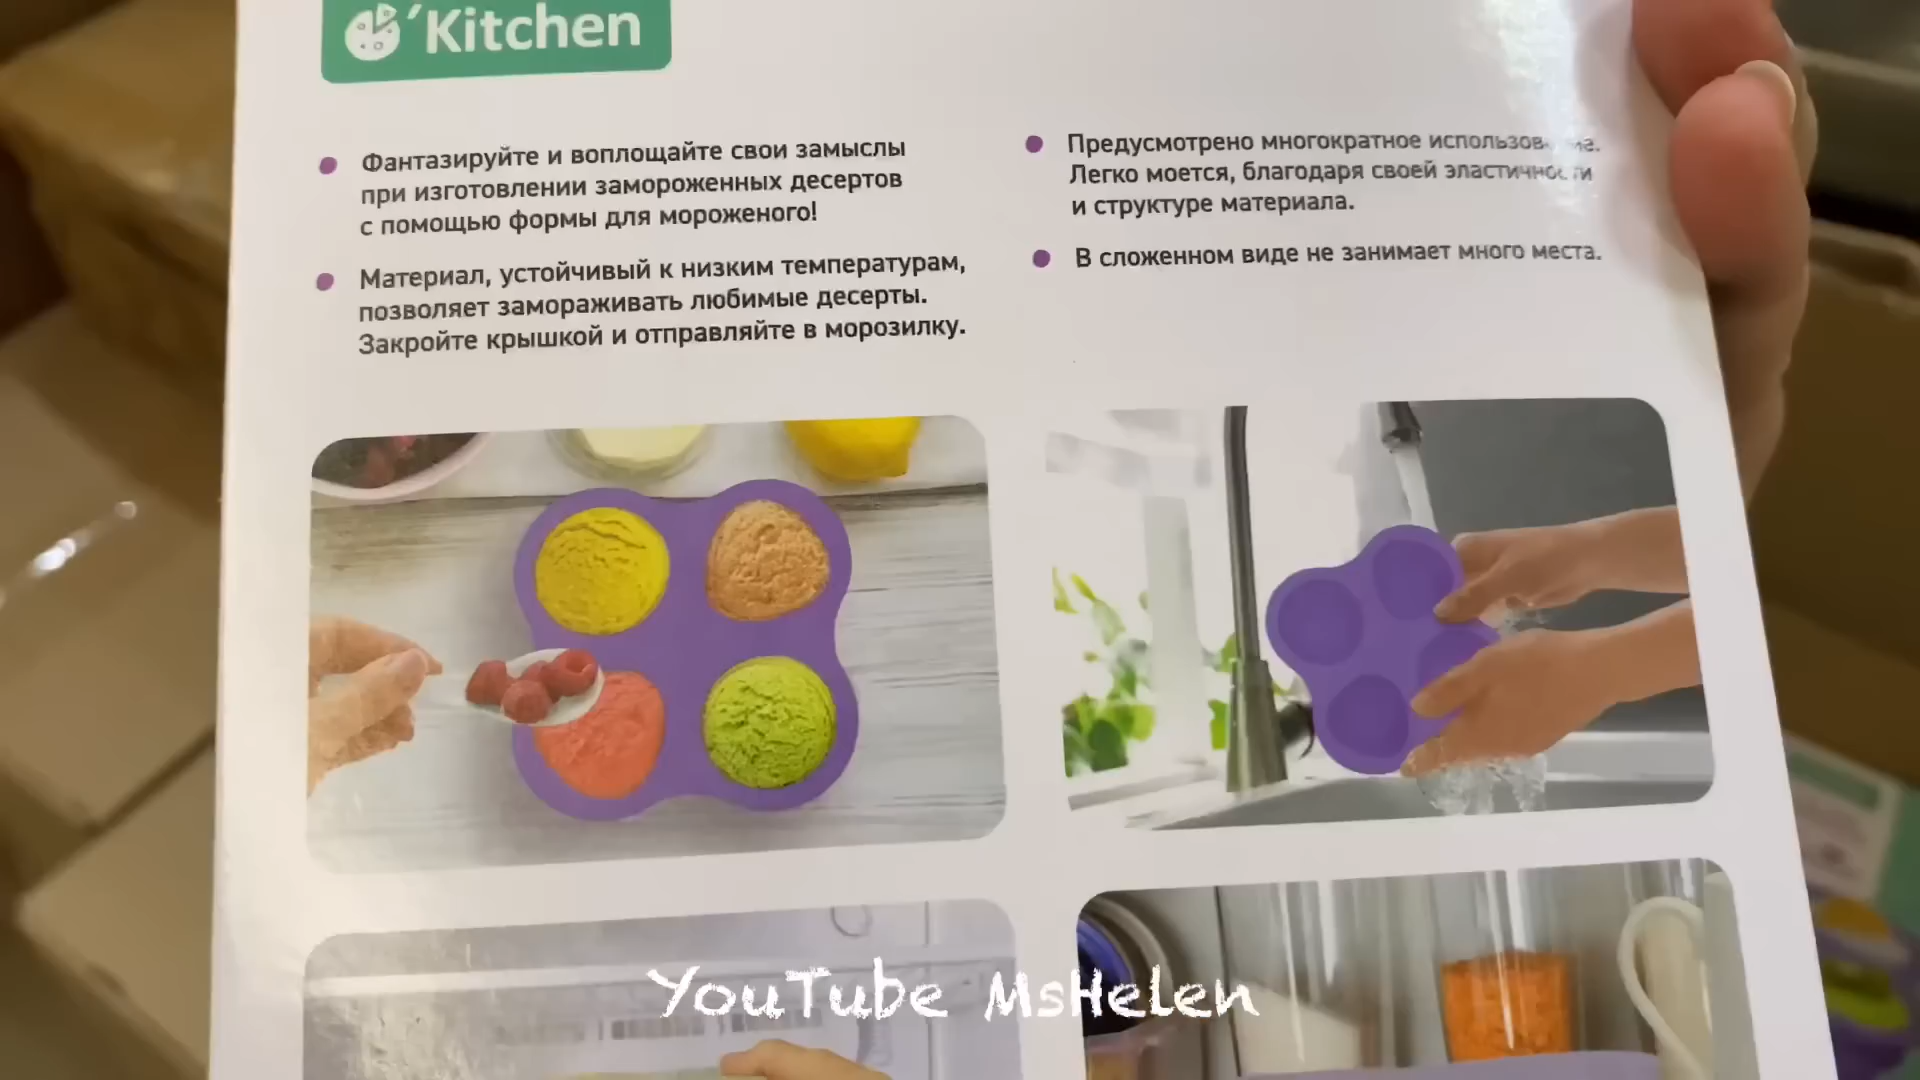 'Kitchen
Фантазируйте и воплощайте свои замыслы
при изготовлении замороженных десертов
с помощью формы для мороженого!
Материал, устойчивый к низким температурам,
позволяет замораживать любимые десерты.
Закройте крышкой и отправляйте в морозилку.
Предусмотрено многократное
Легко моется, благодаря своей эластичности
и структуре материала.
В сложенном виде не занимает много места.
YouTube MsHelen